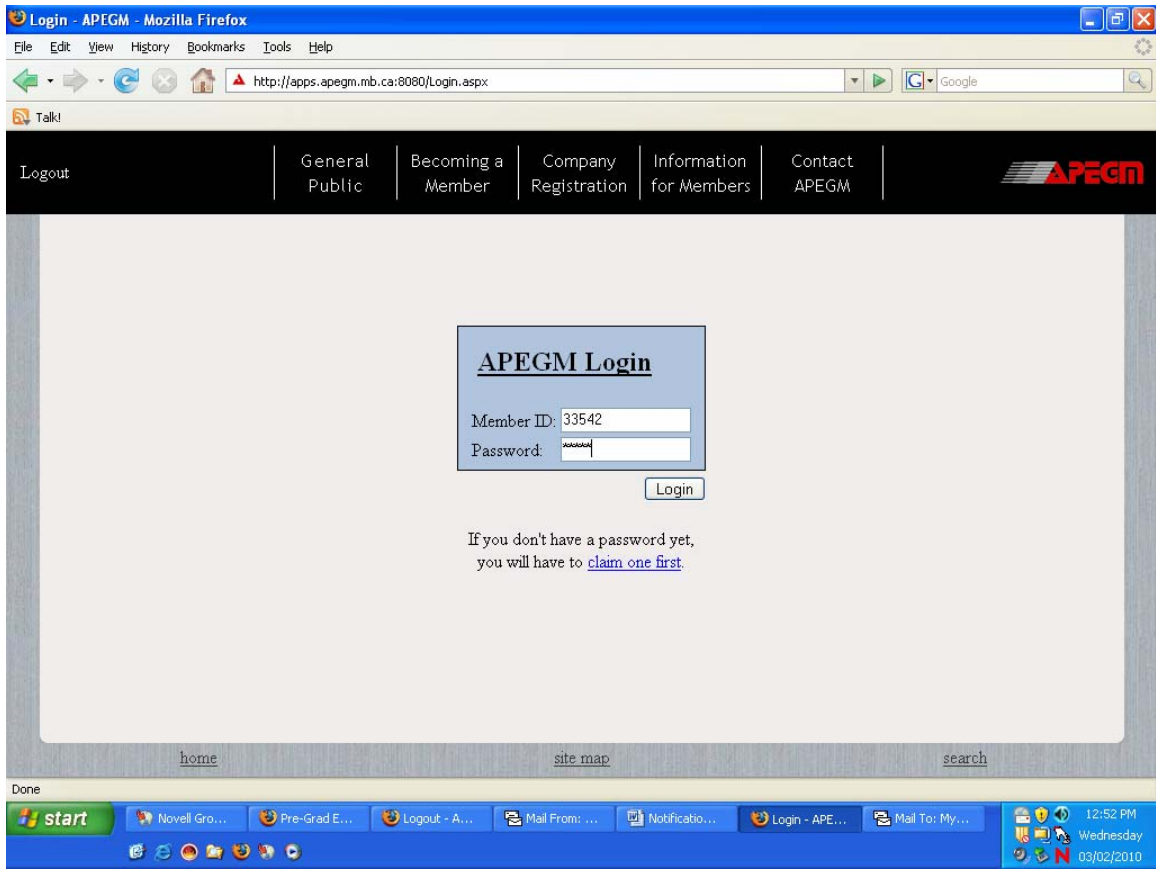 Login - APEGM - Mozilla Firefox
File Edit View History Bookmarks Tools Help
http://apps.apegm.mb.ca:8080/Login.aspx
G Google
Talk!
Logout
General Public
Becoming a Member
Company Registration
Information for Members
Contact APEGM
APEGM
APEGM Login
Member ID: 33542
Password: ******
Login
If you don't have a password yet,
you will have to claim one first.
home site map search
Done
start Novell Gro... Pre-Grad E... Logout - A... Mail From: ... Notificatio... Login - APE... Mail To: My... 12:52 PM
Wednesday
N 03/02/2010